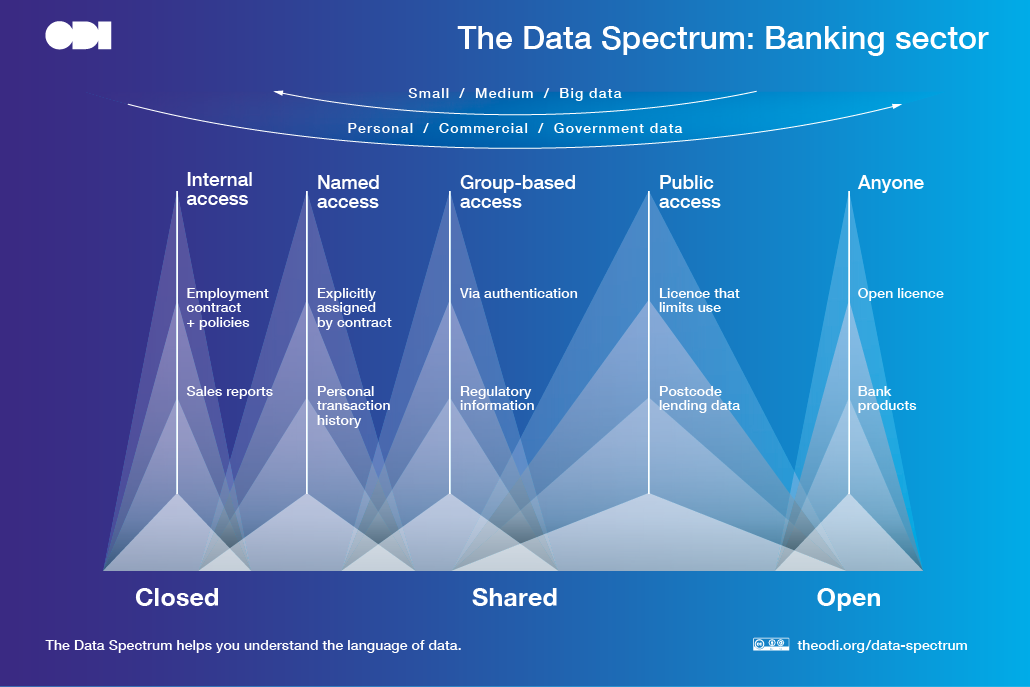 ODI
The Data Spectrum: Banking sector
Small / Medium / Big data
Personal / Commercial / Government data
Internal
access
Named
access
Group-based
access
Public
access
Anyone
Employment
contract
+ policies
Explicitly
assigned
by contract
Via authentication
Licence that
limits use
Open licence
Sales reports
Personal
transaction
history
Regulatory
information
Postcode
lending data
Bank
products
Closed
Shared
Open
The Data Spectrum helps you understand the language of data.
theodi.org/data-spectrum